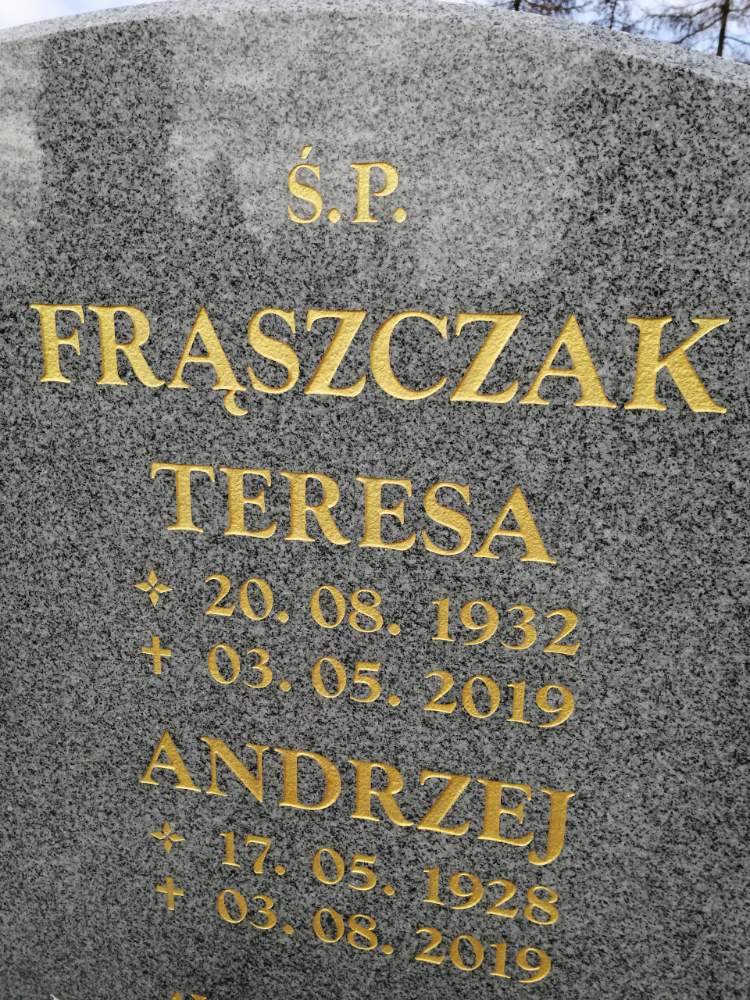 Ś.P.
FRĄSZCZAK
TERESA
✧ 20. 08. 1932
+ 03. 05. 2019
ANDRZEJ
✧ 17. 05. 1928
+ 03. 08. 2019